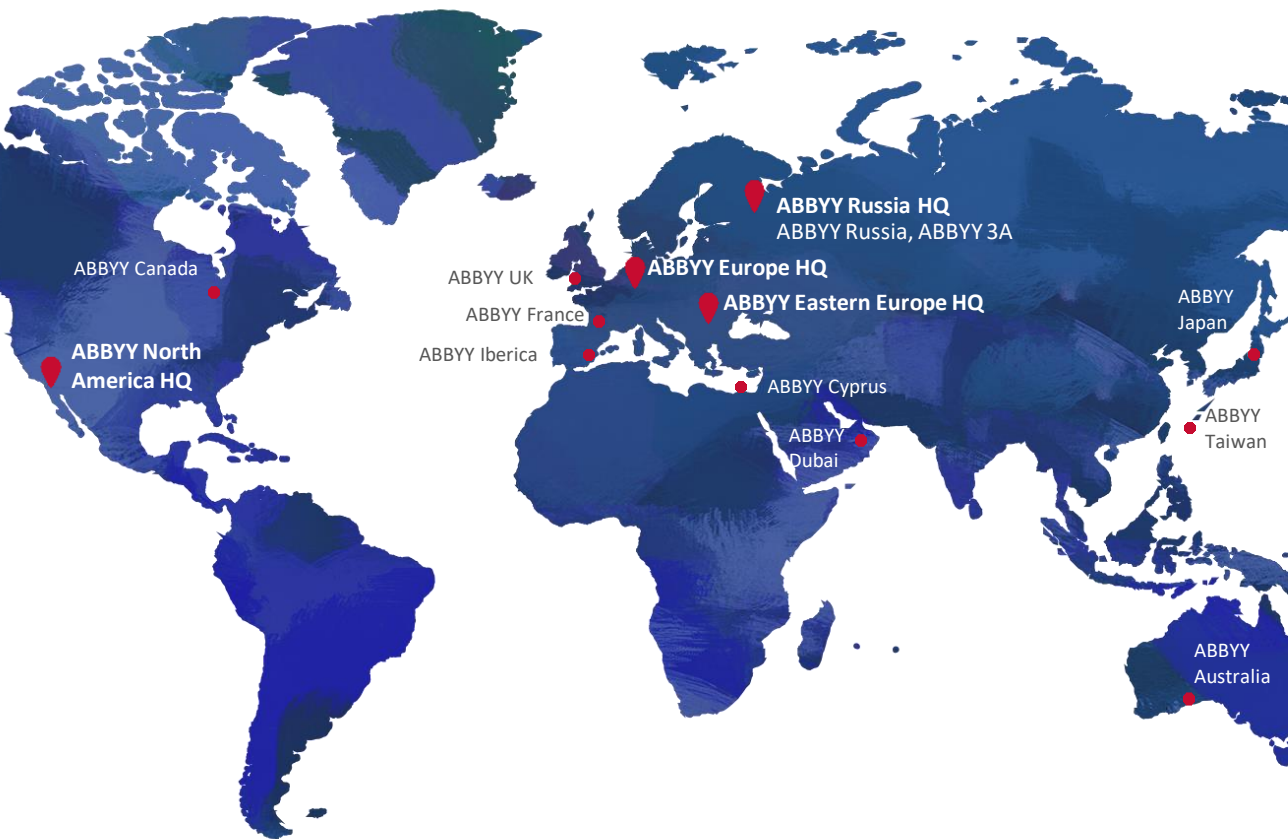 ABBYY Russia HQ
ABBYY Russia, ABBYY 3A
ABBYY Canada
ABBYY UK
ABBYY Europe HQ
ABBYY Eastern Europe HQ
ABBYY France
ABBYY Iberica
ABBYY
Japan
ABBYY North
America HQ
ABBYY Cyprus
ABBYY
Taiwan
ABBYY
Dubai
ABBYY
Australia